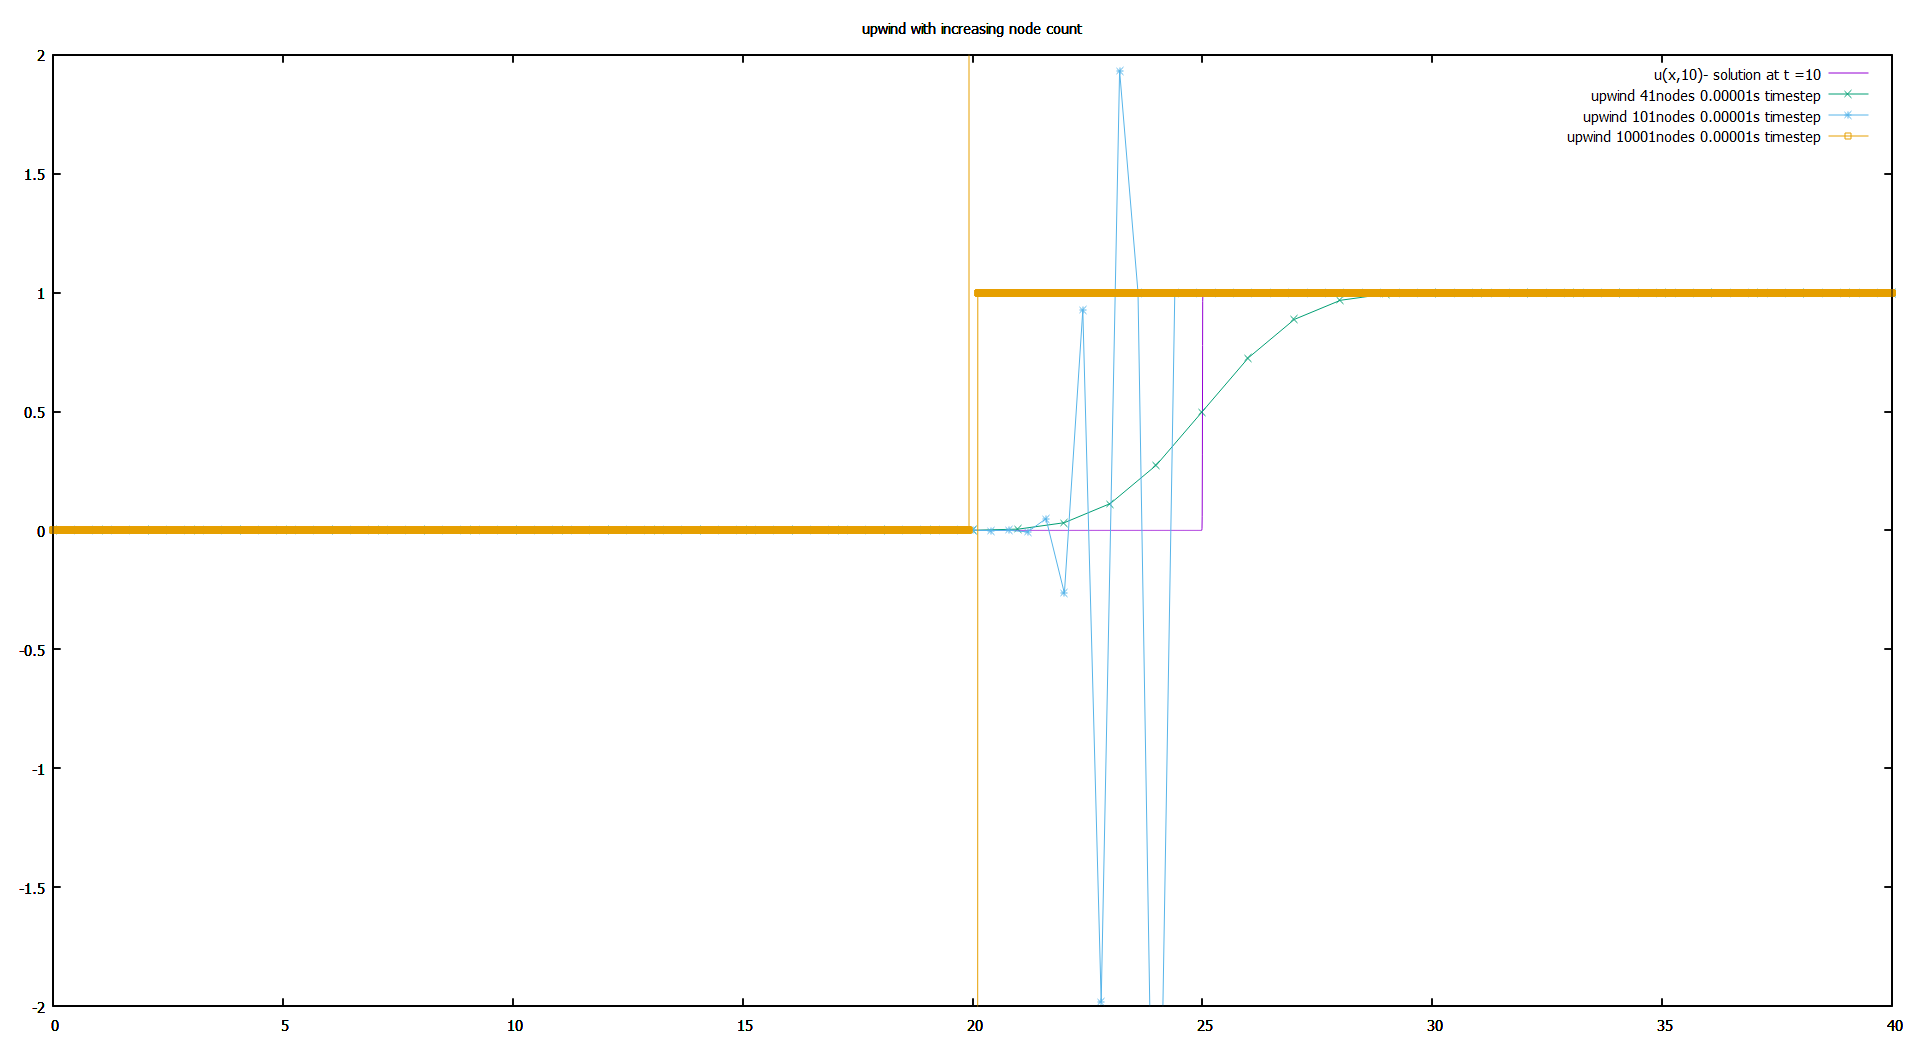 upwind with increasing node count
u(x,10)- solution at t =10
upwind 41nodes 0.00001s timestep
upwind 101nodes 0.00001s timestep
upwind 10001nodes 0.00001s timestep
2
1.5
1
0.5
0
-0.5
-1
-1.5
-2
0 5 10 15 20 25 30 35 40